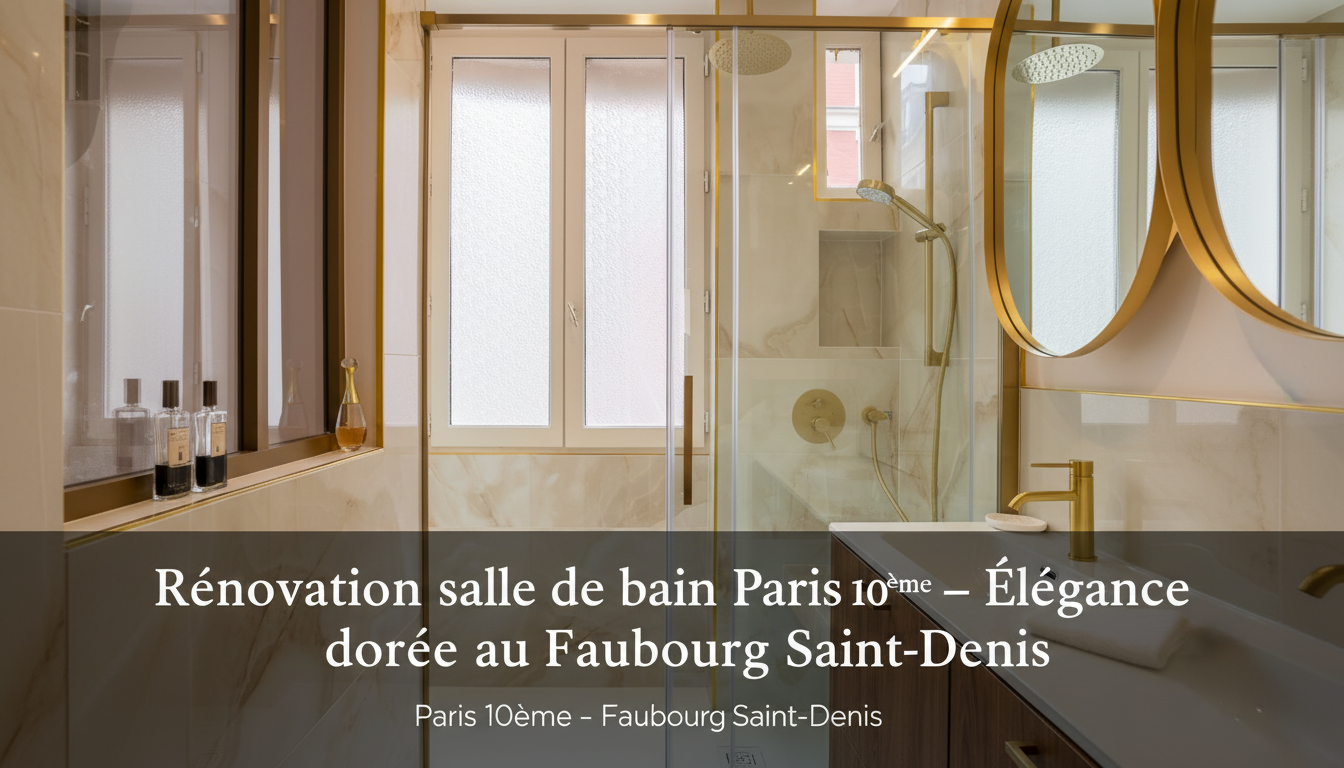 Rénovation salle de bain Paris 10ème – Élégance
dorée au Faubourg Saint-Denis
Paris 10ème - Faubourg Saint-Denis